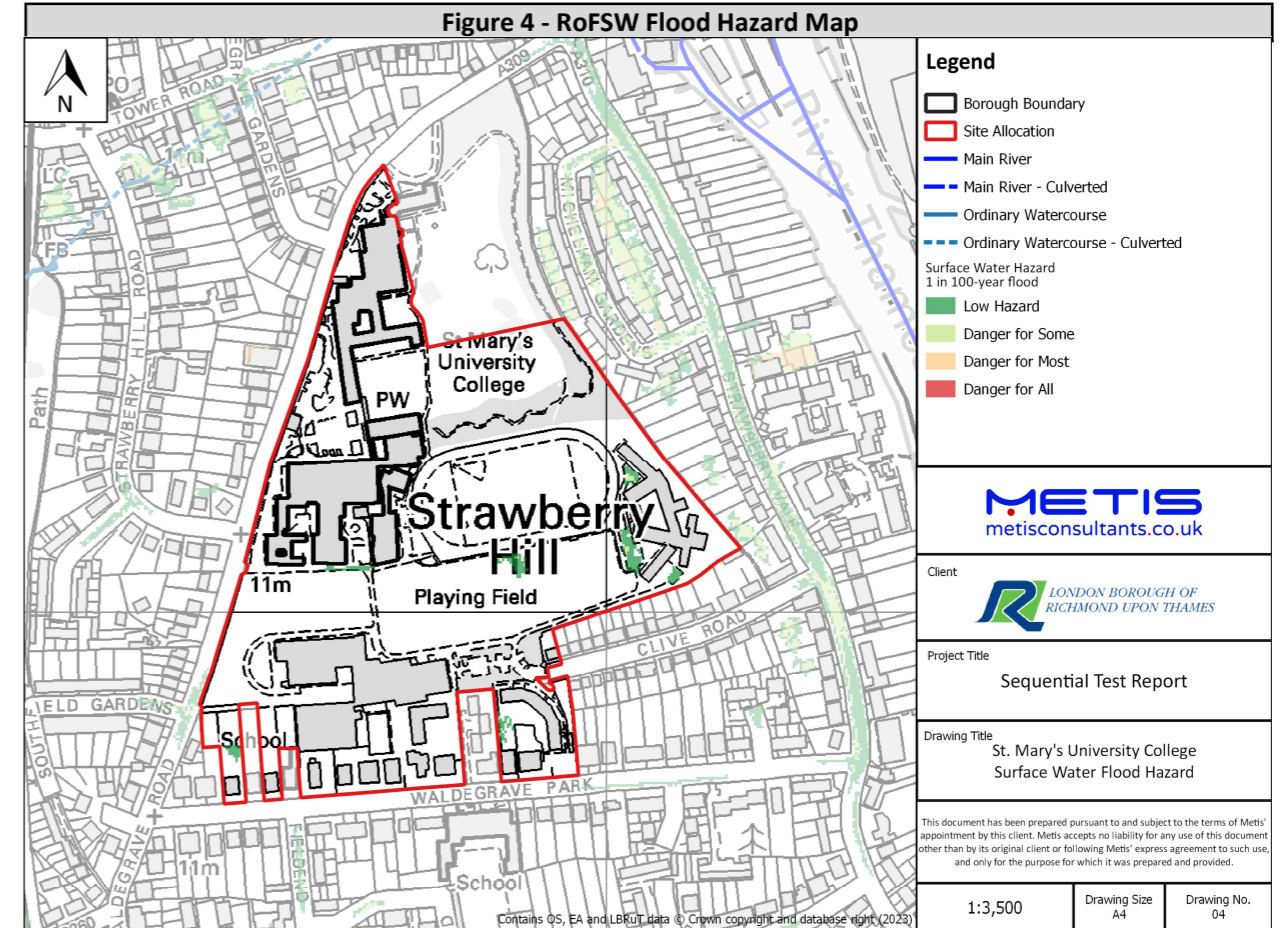 Figure 4 - RoFSW Flood Hazard Map
N
PO
TOWER ROAD
GARDENS
A309
A310
LC
FB
1m
Path
STRAWBERRY HILL ROAD
MICHELHAM GARDENS
River Thames
STRAWBERRY
St Mary's
University
College
PW
Strawberry
Hill
11m
Playing Field
CLIVE ROAD
FIELD GARDENS
SOUTHF
School
WALDEGRAVE PARK
WALDEGRAVE ROAD
11m
School
Contains OS, EA and LBRuT data © Crown copyright and database right (2023)
Legend
Borough Boundary
Site Allocation
Main River
Main River - Culverted
Ordinary Watercourse
Ordinary Watercourse - Culverted
Surface Water Hazard
1 in 100-year flood
Low Hazard
Danger for Some
Danger for Most
Danger for All
METIS
metisconsultants.co.uk
Client
LONDON BOROUGH OF
RICHMOND UPON THAMES
Project Title
Sequential Test Report
Drawing Title
St. Mary's University College
Surface Water Flood Hazard
This document has been prepared pursuant to and subject to the terms of Metis'
appointment by this client. Metis accepts no liability for any use of this document
other than by its original client or following Metis' express agreement to such use,
and only for the purpose for which it was prepared and provided.
1:3,500
Drawing Size
A4
Drawing No.
04